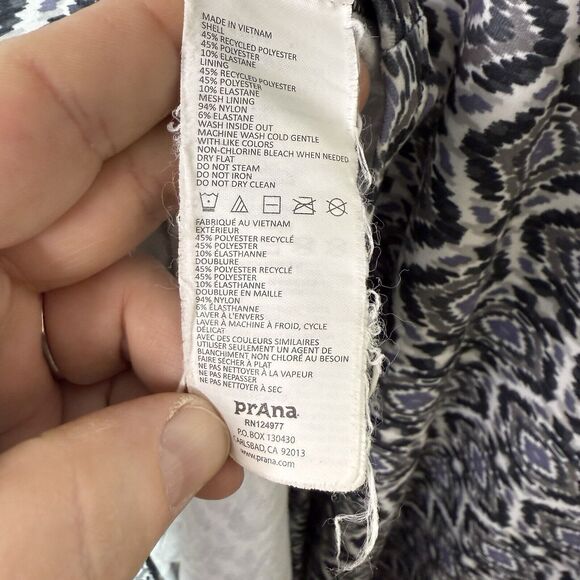 MADE IN VIETNAM
SHELL
45% RECYCLED POLYESTER
45% POLYESTER
10% ELASTANE
LINING
45% RECYCLED POLYESTER
45% POLYESTER
10% ELASTANE
MESH LINING
94% NYLON
6% ELASTANE
WASH INSIDE OUT
MACHINE WASH COLD GENTLE
WITH LIKE COLORS
NON-CHLORINE BLEACH WHEN NEEDED
DRY FLAT
DO NOT STEAM
DO NOT IRON
DO NOT DRY CLEAN
FABRIQUÉ AU VIETNAM
EXTÉRIEUR
45% POLYESTER RECYCLÉ
45% POLYESTER
10% ÉLASTHANNE
DOUBLURE
45% POLYESTER RECYCLÉ
45% POLYESTER
10% ÉLASTHANNE
DOUBLURE EN MAILLE
94% NYLON
6% ÉLASTHANNE
LAVER À L'ENVERS
LAVER À MACHINE À FROID, CYCLE
DÉLICAT
AVEC DES COULEURS SIMILAIRES
UTILISER SEULEMENT UN AGENT DE
BLANCHIMENT NON CHLORÉ AU BESOIN
FAIRE SÉCHER À PLAT
NE PAS NETTOYER À LA VAPEUR
NE PAS REPASSER
NE PAS NETTOYER À SEC
prAna
RN124977
P.O. BOX 130430
CARLSBAD, CA 92013
www.prana.com